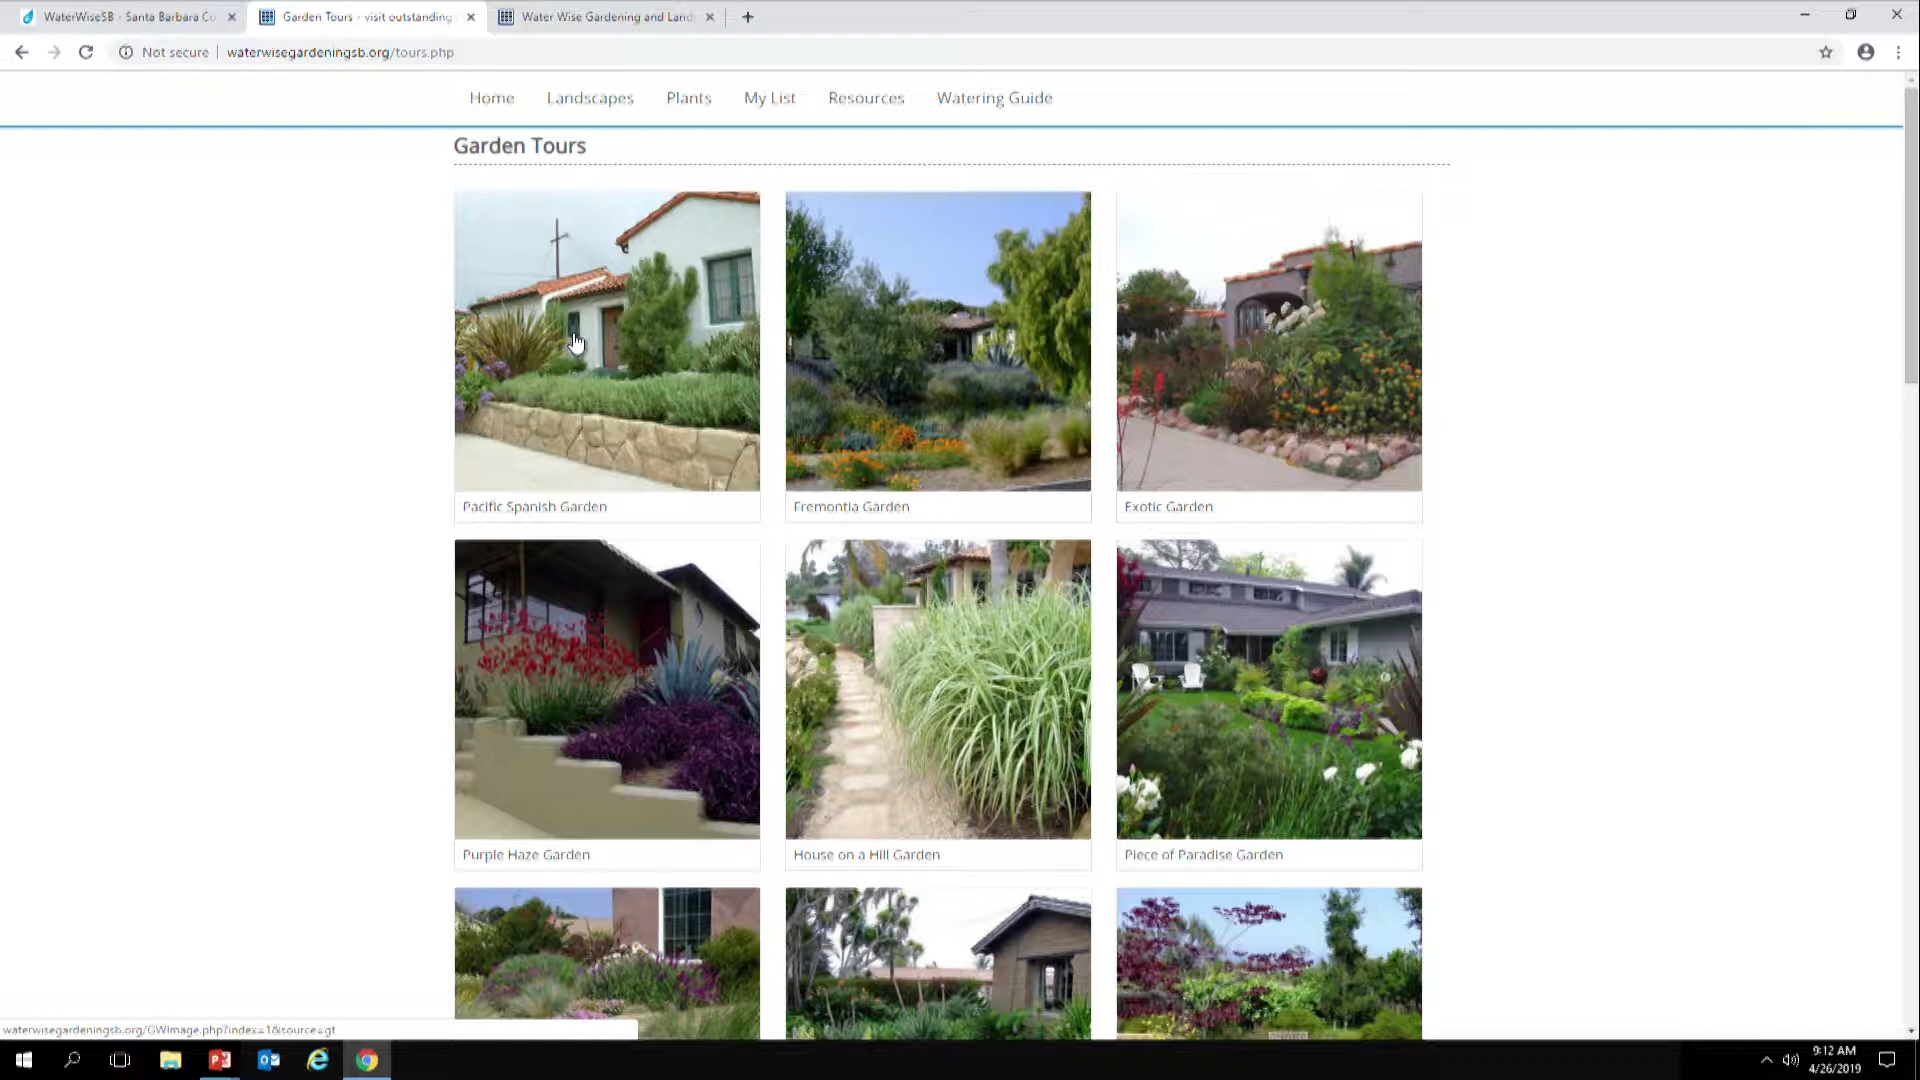 WaterWiseSB - Santa Barbara Co
Garden Tours - visit outstanding
Water Wise Gardening and Land
Not secure
waterwisegardeningsb.org/tours.php
Home
Landscapes
Plants
My List
Resources
Watering Guide
Garden Tours
Pacific Spanish Garden
Fremontia Garden
Exotic Garden
Purple Haze Garden
House on a Hill Garden
Piece of Paradise Garden
waterwisegardeningsb.org/GWImage.php?index=1&source=gt
9:12 AM
4/26/2019